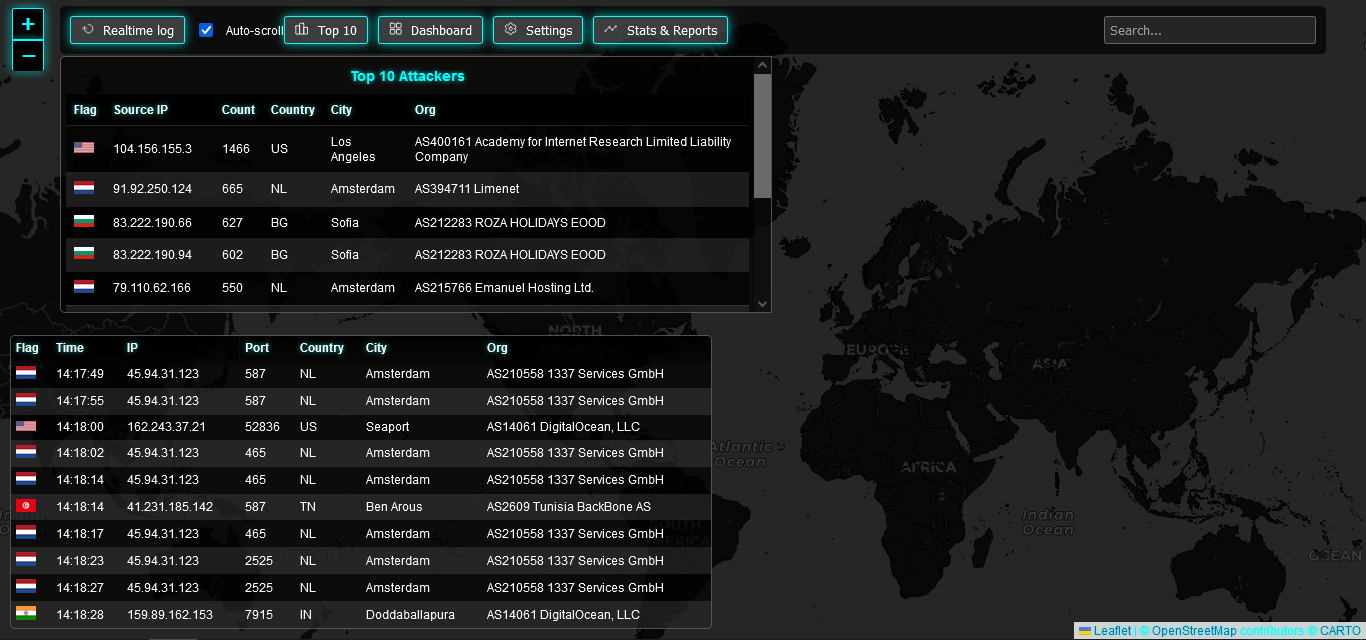 +
−
Realtime log Auto-scroll Top 10 Dashboard Settings Stats & Reports Search...
Top 10 Attackers
Flag Source IP Count Country City Org
104.156.155.3 1466 US Los Angeles AS400161 Academy for Internet Research Limited Liability Company
91.92.250.124 665 NL Amsterdam AS394711 Limenet
83.222.190.66 627 BG Sofia AS212283 ROZA HOLIDAYS EOOD
83.222.190.94 602 BG Sofia AS212283 ROZA HOLIDAYS EOOD
79.110.62.166 550 NL Amsterdam AS215766 Emanuel Hosting Ltd.
NORTH
AMERICA
Flag Time IP Port Country City Org
14:17:49 45.94.31.123 587 NL Amsterdam AS210558 1337 Services GmbH
14:17:55 45.94.31.123 587 NL Amsterdam AS210558 1337 Services GmbH
14:18:00 162.243.37.21 52836 US Seaport AS14061 DigitalOcean, LLC
14:18:02 45.94.31.123 465 NL Amsterdam AS210558 1337 Services GmbH
14:18:14 45.94.31.123 465 NL Amsterdam AS210558 1337 Services GmbH
14:18:14 41.231.185.142 587 TN Ben Arous AS2609 Tunisia BackBone AS
14:18:17 45.94.31.123 465 NL Amsterdam AS210558 1337 Services GmbH
14:18:23 45.94.31.123 2525 NL Amsterdam AS210558 1337 Services GmbH
14:18:27 45.94.31.123 2525 NL Amsterdam AS210558 1337 Services GmbH
14:18:28 159.89.162.153 7915 IN Doddaballapura AS14061 DigitalOcean, LLC
EUROPE
ASIA
Atlantic
Ocean
AFRICA
SOUTH
AMERICA
Indian
Ocean
OCEAN
Leaflet | © OpenStreetMap contributors © CARTO